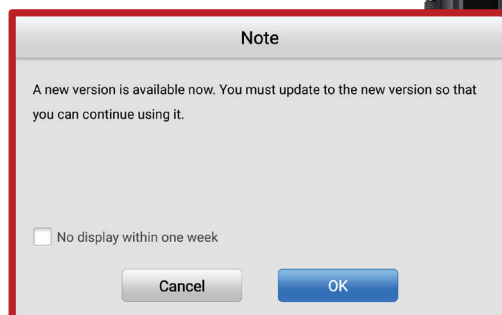 Note
A new version is available now. You must update to the new version so that
you can continue using it.
No display within one week
Cancel
OK